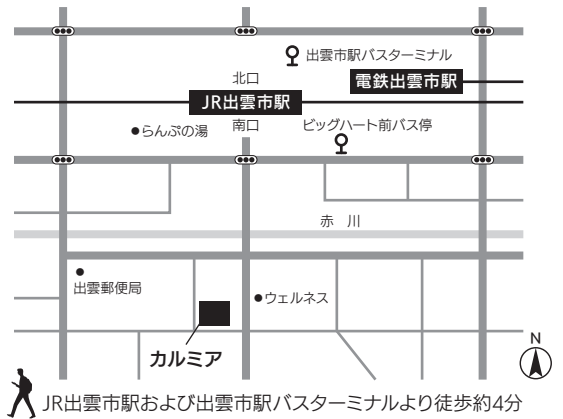 出雲市駅バスターミナル
北口
電鉄出雲市駅
JR出雲市駅
らんぷの湯
南口
ビッグハート前バス停
赤 川
出雲郵便局
ウェルネス
カルミア
N
JR出雲市駅および出雲市駅バスターミナルより徒歩約4分